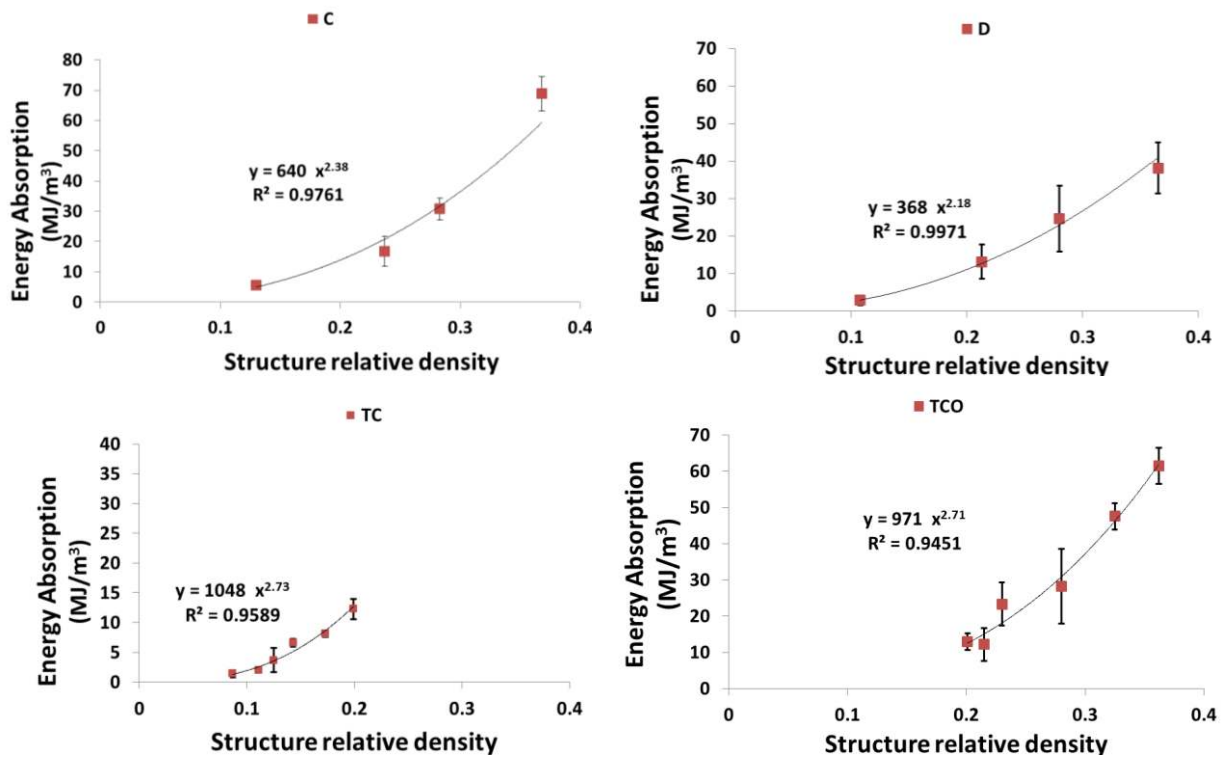 C
80
70
60
50
40
30
20
10
0
0 0.1 0.2 0.3 0.4
Energy Absorption
(MJ/m³)
y = 640 x^2.38
R² = 0.9761
Structure relative density
D
70
60
50
40
30
20
10
0
0 0.1 0.2 0.3 0.4
Energy Absorption
(MJ/m³)
y = 368 x^2.18
R² = 0.9971
Structure relative density
TC
40
35
30
25
20
15
10
5
0
0 0.1 0.2 0.3 0.4
Energy Absorption
(MJ/m³)
y = 1048 x^2.73
R² = 0.9589
Structure relative density
TCO
70
60
50
40
30
20
10
0
0 0.1 0.2 0.3 0.4
Energy Absorption
(MJ/m³)
y = 971 x^2.71
R² = 0.9451
Structure relative density